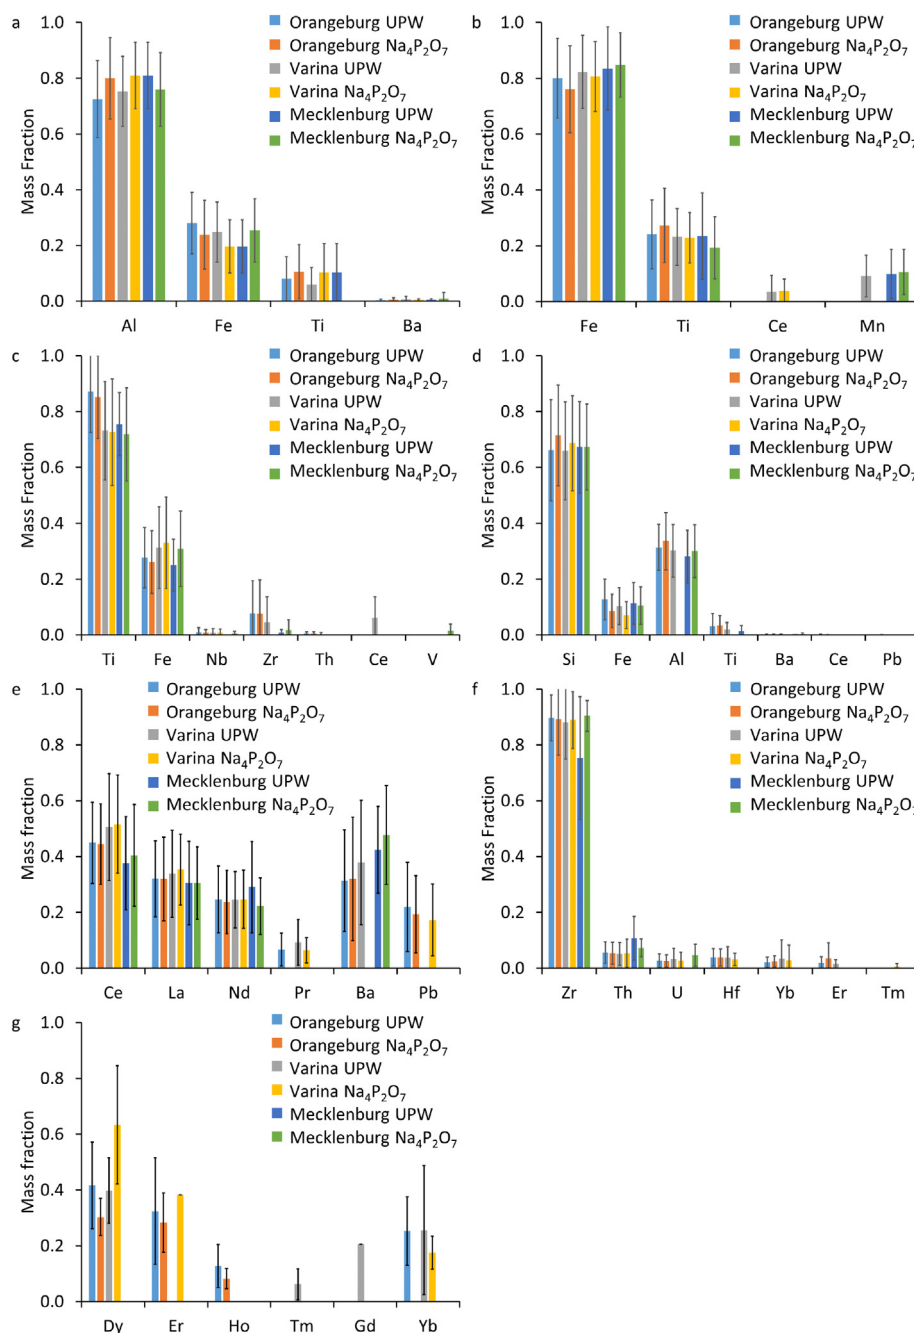 a
Mass Fraction
1.0
0.8
0.6
0.4
0.2
0.0
Orangeburg UPW
Orangeburg Na₄P₂O₇
Varina UPW
Varina Na₄P₂O₇
Mecklenburg UPW
Mecklenburg Na₄P₂O₇
Al Fe Ti Ba
b
Mass Fraction
1.0
0.8
0.6
0.4
0.2
0.0
Orangeburg UPW
Orangeburg Na₄P₂O₇
Varina UPW
Varina Na₄P₂O₇
Mecklenburg UPW
Mecklenburg Na₄P₂O₇
Fe Ti Ce Mn
c
Mass Fraction
1.0
0.8
0.6
0.4
0.2
0.0
Orangeburg UPW
Orangeburg Na₄P₂O₇
Varina UPW
Varina Na₄P₂O₇
Mecklenburg UPW
Mecklenburg Na₄P₂O₇
Ti Fe Nb Zr Th Ce V
d
Mass Fraction
1.0
0.8
0.6
0.4
0.2
0.0
Orangeburg UPW
Orangeburg Na₄P₂O₇
Varina UPW
Varina Na₄P₂O₇
Mecklenburg UPW
Mecklenburg Na₄P₂O₇
Si Fe Al Ti Ba Ce Pb
e
Mass fraction
1.0
0.8
0.6
0.4
0.2
0.0
Orangeburg UPW
Orangeburg Na₄P₂O₇
Varina UPW
Varina Na₄P₂O₇
Mecklenburg UPW
Mecklenburg Na₄P₂O₇
Ce La Nd Pr Ba Pb
f
Mass fraction
1.0
0.8
0.6
0.4
0.2
0.0
Orangeburg UPW
Orangeburg Na₄P₂O₇
Varina UPW
Varina Na₄P₂O₇
Mecklenburg UPW
Mecklenburg Na₄P₂O₇
Zr Th U Hf Yb Er Tm
g
Mass fraction
1.0
0.8
0.6
0.4
0.2
0.0
Orangeburg UPW
Orangeburg Na₄P₂O₇
Varina UPW
Varina Na₄P₂O₇
Mecklenburg UPW
Mecklenburg Na₄P₂O₇
Dy Er Ho Tm Gd Yb